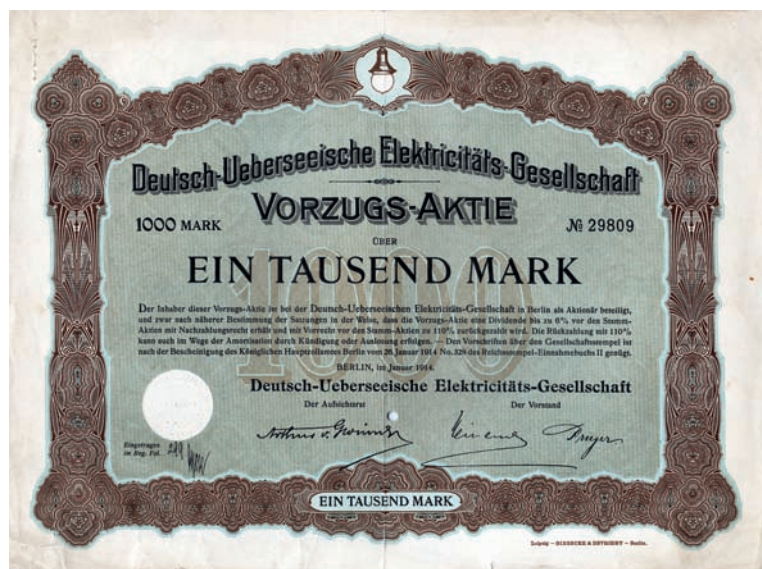 Deutsch-Ueberseeische Elektricitäts-Gesellschaft
VORZUGS-AKTIE
1000 MARK
№ 29809
ÜBER
1000
EIN TAUSEND MARK
Der Inhaber dieser Vorzugs-Aktie ist bei der Deutsch-Ueberseeischen Elektricitäts-Gesellschaft in Berlin als Aktionär beteiligt,
und zwar nach näherer Bestimmung der Satzungen in der Weise, dass die Vorzugs-Aktie eine Dividende bis zu 6% vor den Stamm-
Aktien mit Nachzahlungsrecht erhält und mit Vorrecht vor den Stamm-Aktien zu 110% zurückgezahlt wird. Die Rückzahlung mit 110%
kann auch im Wege der Amortisation durch Kündigung oder Auslosung erfolgen. – Den Vorschriften über den Gesellschaftsstempel ist
nach der Bescheinigung des Königlichen Hauptzollamtes Berlin vom 26. Januar 1914 No. 328 des Reichsstempel-Einnahmebuchs II genügt.
BERLIN, im Januar 1914.
Deutsch-Ueberseeische Elektricitäts-Gesellschaft
Der Aufsichtsrat
Der Vorstand
Eingetragen
im Reg. Fol.
EIN TAUSEND MARK
Leipzig – GIESECKE & DEVRIENT – Berlin.